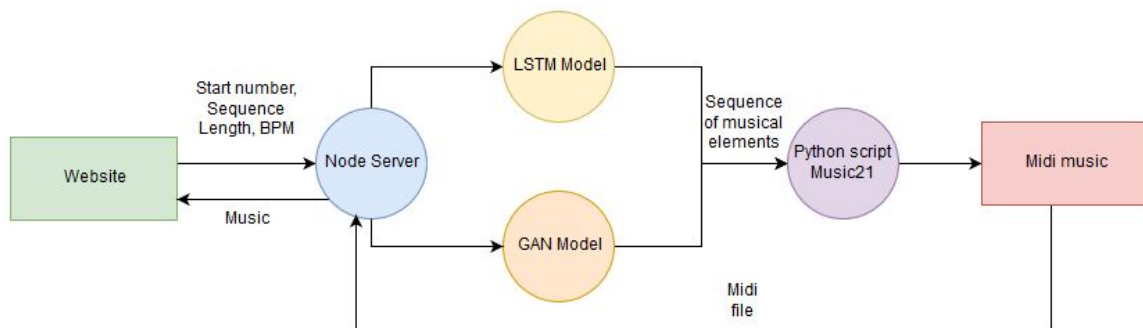 Website
Start number,
Sequence
Length, BPM
Music
Node Server
LSTM Model
GAN Model
Sequence
of musical
elements
Python script
Music21
Midi music
Midi
file